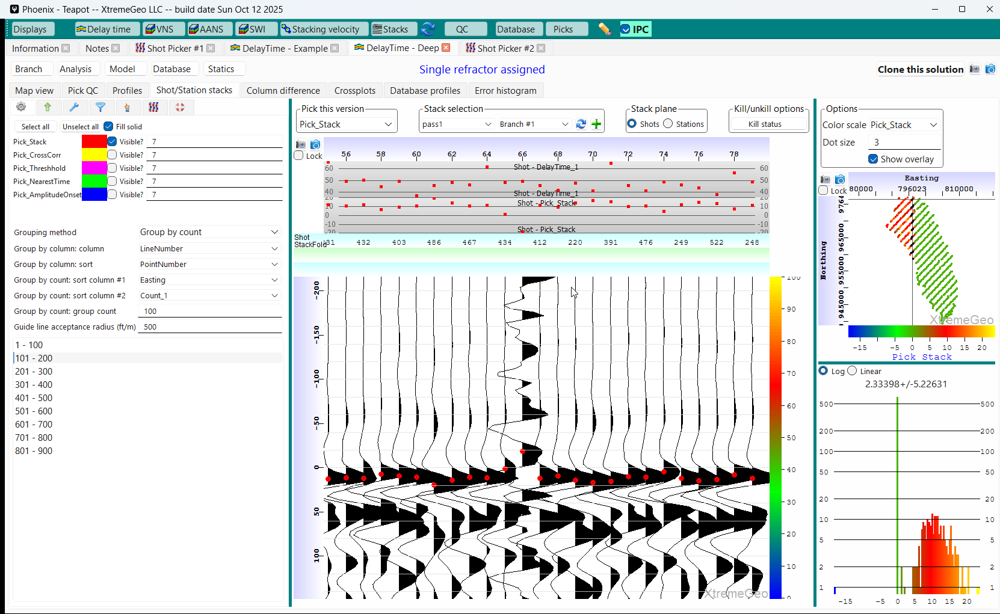 Phoenix - Teapot -- XtremeGeo LLC -- build date Sun Oct 12 2025
Displays Delay time VNS AANS SWI Stacking velocity Stacks QC Database Picks IPC
Information Notes Shot Picker #1 DelayTime - Example DelayTime - Deep Shot Picker #2
Branch Analysis Model Database Statics Single refractor assigned Clone this solution
Map view Pick QC Profiles Shot/Station stacks Column difference Crossplots Database profiles Error histogram
Select all Unselect all Fill solid
Pick_Stack Visible? 7
Pick_CrossCorr Visible? 7
Pick_Threshhold Visible? 7
Pick_NearestTime Visible? 7
Pick_AmplitudeOnset Visible? 7
Grouping method Group by count
Group by column: column LineNumber
Group by column: sort PointNumber
Group by count: sort column #1 Easting
Group by count: sort column #2 Count_1
Group by count: group count 100
Guide line acceptance radius (ft/m) 500
1 - 100
101 - 200
201 - 300
301 - 400
401 - 500
501 - 600
601 - 700
701 - 800
801 - 900
Pick this version
Pick_Stack
Stack selection
pass1 Branch #1
Stack plane
Shots Stations
Kill/unkill options
Kill status
Lock
56 58 60 62 64 66 68 70 72 74 76 78
60 Shot - DelayTime_1 60
50 50
40 Shot - DelayTime_1 40
20 Shot - Pick_Stack 20
10 10
0 0
-10 Shot - Pick_Stack -10
-20 -20
Shot
StackFold 431 432 403 486 467 434 412 220 391 476 249 522 248
-200
-150
-100
-50
0
50
100
100
90
80
70
60
50
40
30
20
10
0
XtremeGeo
Options
Color scale Pick_Stack
Dot size 3
Show overlay
Lock
Easting
80000 796023 810000
Northing
9764
965000
955000
945000
XtremeGeo
-15 -5 0 5 10 15 20
Pick Stack
Log Linear
2.33398+/-5.22631
500 500
200 200
100 100
50 50
20 20
10 10
5 5
2 2
1 1
-15 -5 0 5 10 15 20